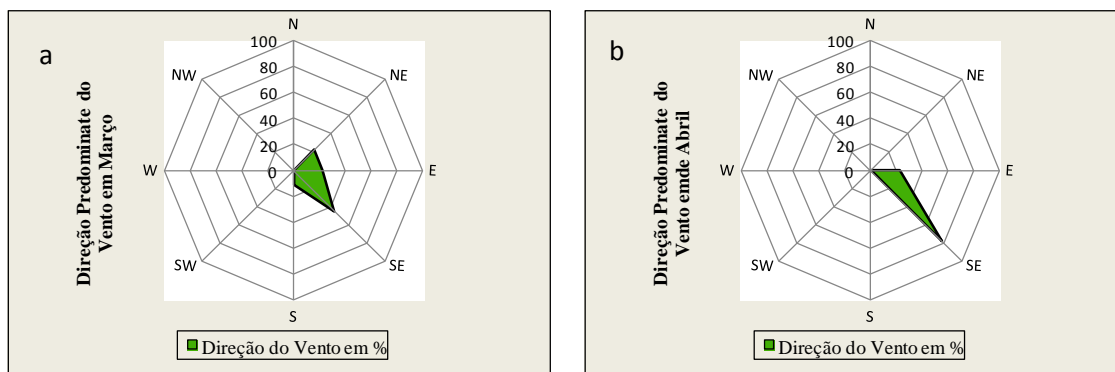 a
Direção Predominate do
Vento em Março
N
NE
E
SE
S
SW
W
NW
100
80
60
40
20
0
Direção do Vento em %
b
Direção Predominate do
Vento emde Abril
N
NE
E
SE
S
SW
W
NW
100
80
60
40
20
0
Direção do Vento em %